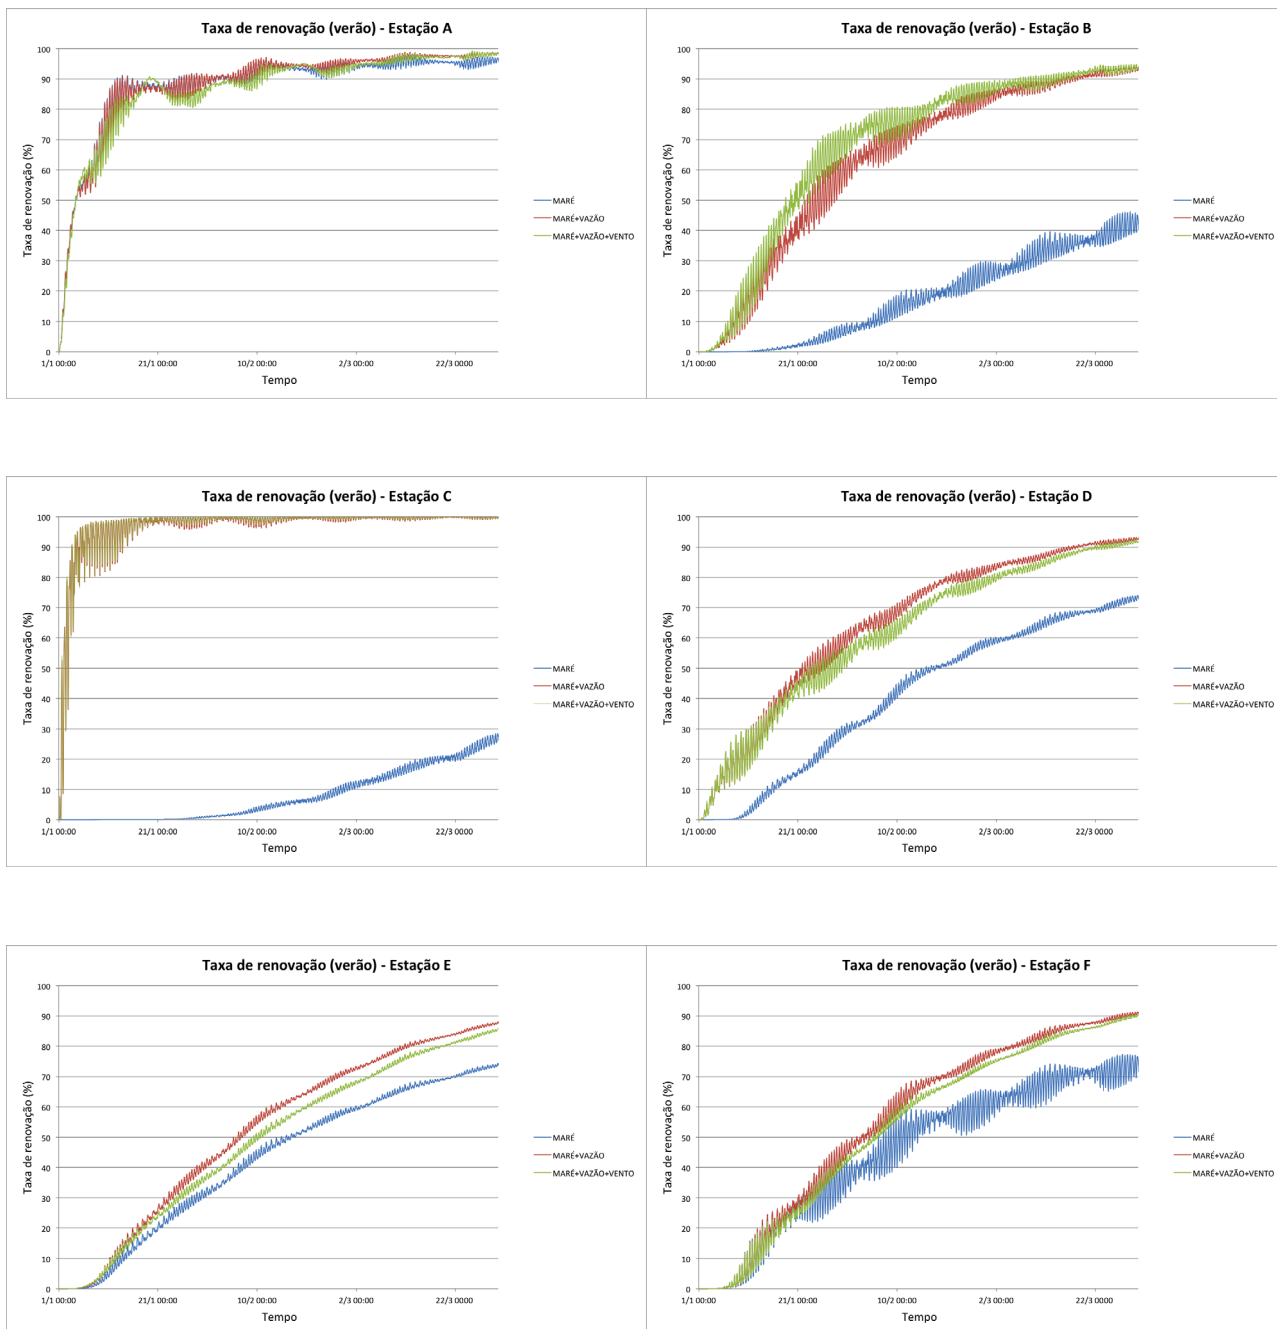 Taxa de renovação (verão) - Estação A
Taxa de renovação (%)
100
90
80
70
60
50
40
30
20
10
0
1/1 00:00 21/1 00:00 10/2 00:00 2/3 00:00 22/3 0000
Tempo
MARÉ
MARÉ+VAZÃO
MARÉ+VAZÃO+VENTO
Taxa de renovação (verão) - Estação B
Taxa de renovação (%)
100
90
80
70
60
50
40
30
20
10
0
1/1 00:00 21/1 00:00 10/2 00:00 2/3 00:00 22/3 0000
Tempo
MARÉ
MARÉ+VAZÃO
MARÉ+VAZÃO+VENTO
Taxa de renovação (verão) - Estação C
Taxa de renovação (%)
100
90
80
70
60
50
40
30
20
10
0
1/1 00:00 21/1 00:00 10/2 00:00 2/3 00:00 22/3 0000
Tempo
MARÉ
MARÉ+VAZÃO
MARÉ+VAZÃO+VENTO
Taxa de renovação (verão) - Estação D
Taxa de renovação (%)
100
90
80
70
60
50
40
30
20
10
0
1/1 00:00 21/1 00:00 10/2 00:00 2/3 00:00 22/3 0000
Tempo
MARÉ
MARÉ+VAZÃO
MARÉ+VAZÃO+VENTO
Taxa de renovação (verão) - Estação E
Taxa de renovação (%)
100
90
80
70
60
50
40
30
20
10
0
1/1 00:00 21/1 00:00 10/2 00:00 2/3 00:00 22/3 0000
Tempo
MARÉ
MARÉ+VAZÃO
MARÉ+VAZÃO+VENTO
Taxa de renovação (verão) - Estação F
Taxa de renovação (%)
100
90
80
70
60
50
40
30
20
10
0
1/1 00:00 21/1 00:00 10/2 00:00 2/3 00:00 22/3 0000
Tempo
MARÉ
MARÉ+VAZÃO
MARÉ+VAZÃO+VENTO